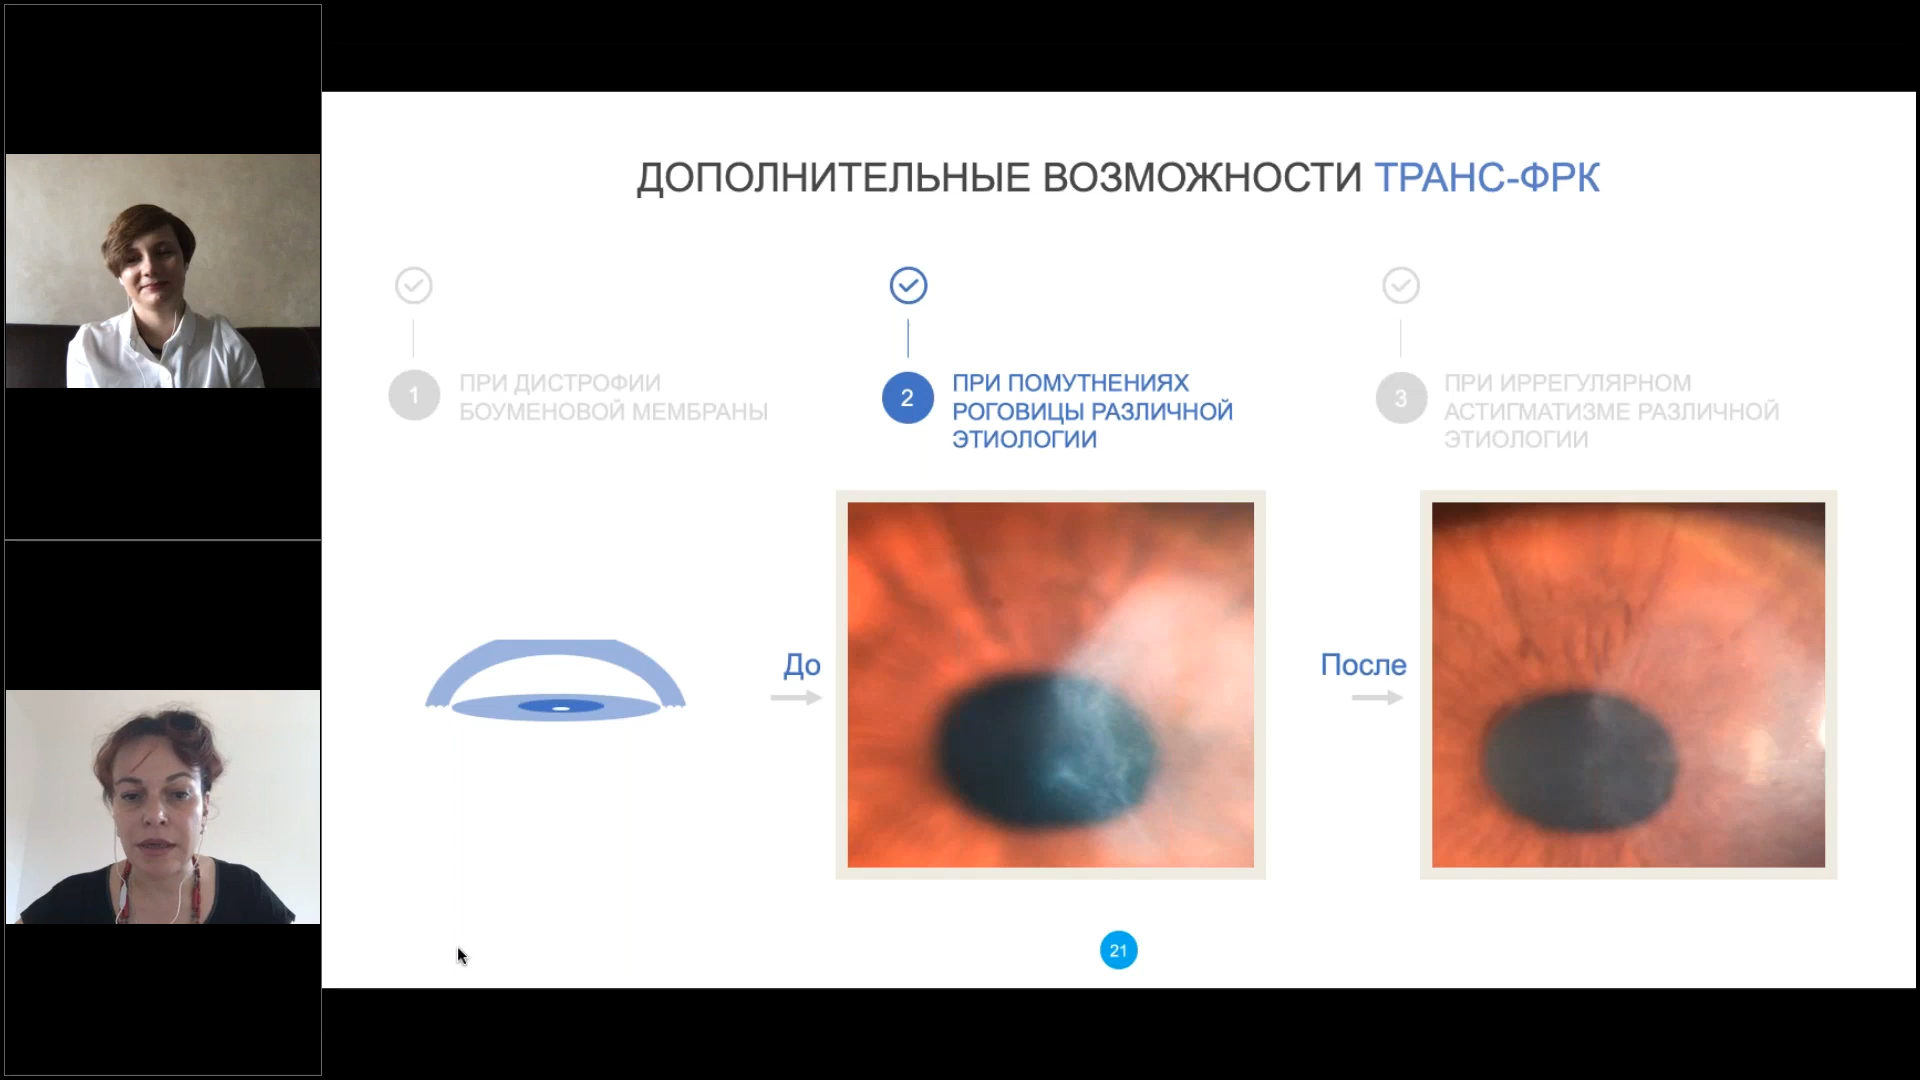 ДОПОЛНИТЕЛЬНЫЕ ВОЗМОЖНОСТИ ТРАНС-ФРК
1
ПРИ ДИСТРОФИИ
БОУМЕНОВОЙ МЕМБРАНЫ
2
ПРИ ПОМУТНЕНИЯХ
РОГОВИЦЫ РАЗЛИЧНОЙ
ЭТИОЛОГИИ
3
ПРИ ИРРЕГУЛЯРНОМ
АСТИГМАТИЗМЕ РАЗЛИЧНОЙ
ЭТИОЛОГИИ
До
После
21